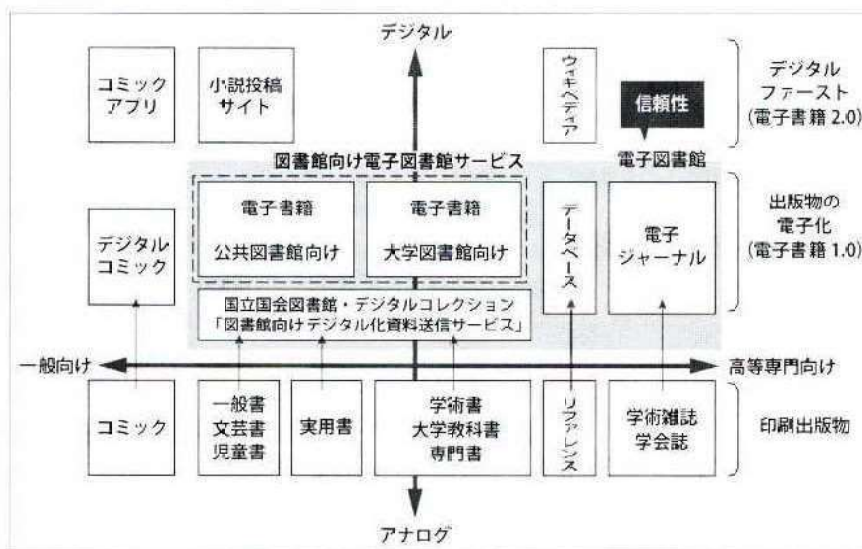 デジタル
コミック
アプリ
小説投稿
サイト
ウィキペディア
信頼性
デジタル
ファースト
(電子書籍 2.0)
図書館向け電子図書館サービス
電子図書館
デジタル
コミック
電子書籍
公共図書館向け
電子書籍
大学図書館向け
データベース
電子
ジャーナル
出版物の
電子化
(電子書籍 1.0)
国立国会図書館・デジタルコレクション
「図書館向けデジタル化資料送信サービス」
一般向け
高等専門向け
コミック
一般書
文芸書
児童書
実用書
学術書
大学教科書
専門書
リファレンス
学術雑誌
学会誌
印刷出版物
アナログ